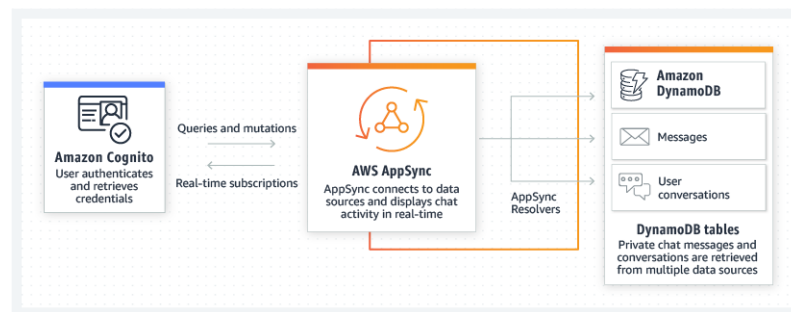 Amazon Cognito
User authenticates
and retrieves
credentials
Queries and mutations
Real-time subscriptions
AWS AppSync
AppSync connects to data
sources and displays chat
activity in real-time
AppSync
Resolvers
Amazon
DynamoDB
Messages
User
conversations
DynamoDB tables
Private chat messages and
conversations are retrieved
from multiple data sources